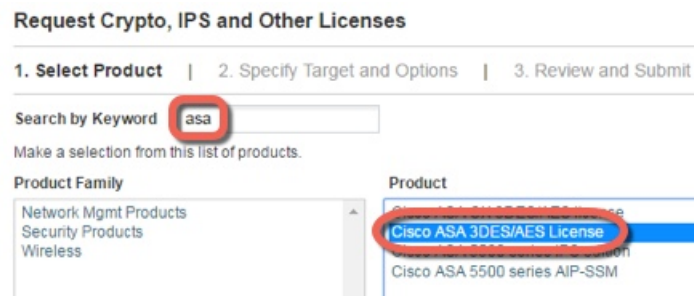 Request Crypto, IPS and Other Licenses
1. Select Product | 2. Specify Target and Options | 3. Review and Submit
Search by Keyword asa
Make a selection from this list of products.
Product Family
Network Mgmt Products
Security Products
Wireless
Product
Cisco ASA 3DES/AES License
Cisco ASA 5500 series AIP-SSM